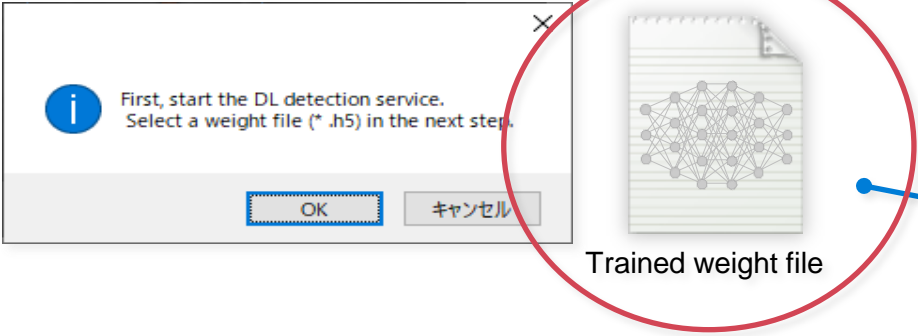 First, start the DL detection service.
Select a weight file (* .h5) in the next step.
OK
キャンセル
Trained weight file